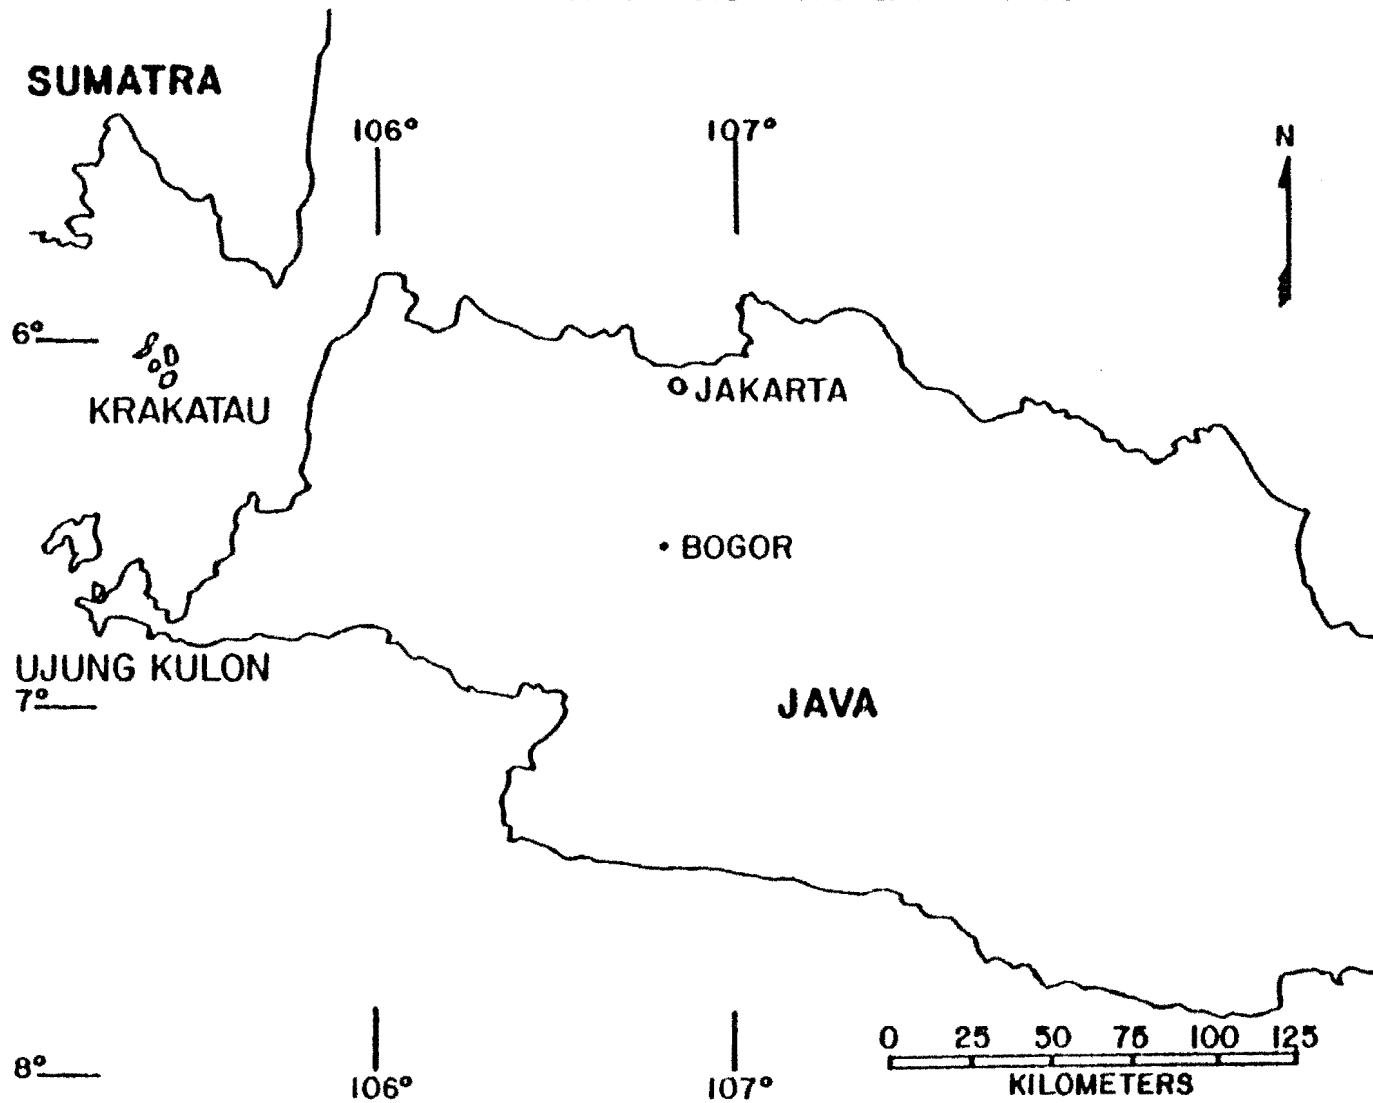 SUMATRA
106° 107° N
6°
JAKARTA
KRAKATAU
BOGOR
UJUNG KULON
7°
JAVA
0 25 50 75 100 125
8°
KILOMETERS
106° 107°